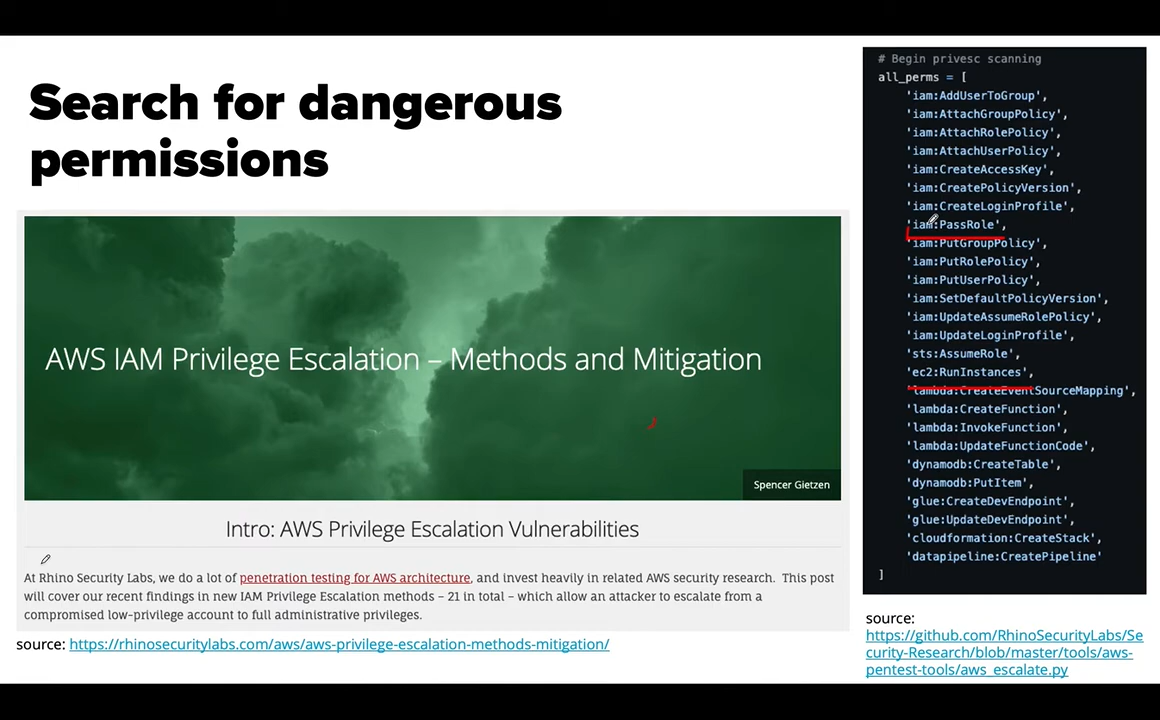 Search for dangerous
permissions
AWS IAM Privilege Escalation – Methods and Mitigation
Spencer Gietzen
Intro: AWS Privilege Escalation Vulnerabilities
At Rhino Security Labs, we do a lot of penetration testing for AWS architecture, and invest heavily in related AWS security research.  This post
will cover our recent findings in new IAM Privilege Escalation methods – 21 in total – which allow an attacker to escalate from a
compromised low-privilege account to full administrative privileges.
source: https://rhinosecuritylabs.com/aws/aws-privilege-escalation-methods-mitigation/
# Begin privesc scanning
all_perms = [
'iam:AddUserToGroup',
'iam:AttachGroupPolicy',
'iam:AttachRolePolicy',
'iam:AttachUserPolicy',
'iam:CreateAccessKey',
'iam:CreatePolicyVersion',
'iam:CreateLoginProfile',
'iam:PassRole',
'iam:PutGroupPolicy',
'iam:PutRolePolicy',
'iam:PutUserPolicy',
'iam:SetDefaultPolicyVersion',
'iam:UpdateAssumeRolePolicy',
'iam:UpdateLoginProfile',
'sts:AssumeRole',
'ec2:RunInstances',
'lambda:CreateEventSourceMapping',
'lambda:CreateFunction',
'lambda:InvokeFunction',
'lambda:UpdateFunctionCode',
'dynamodb:CreateTable',
'dynamodb:PutItem',
'glue:CreateDevEndpoint',
'glue:UpdateDevEndpoint',
'cloudformation:CreateStack',
'datapipeline:CreatePipeline'
]
source:
https://github.com/RhinoSecurityLabs/Se
curity-Research/blob/master/tools/aws-
pentest-tools/aws_escalate.py